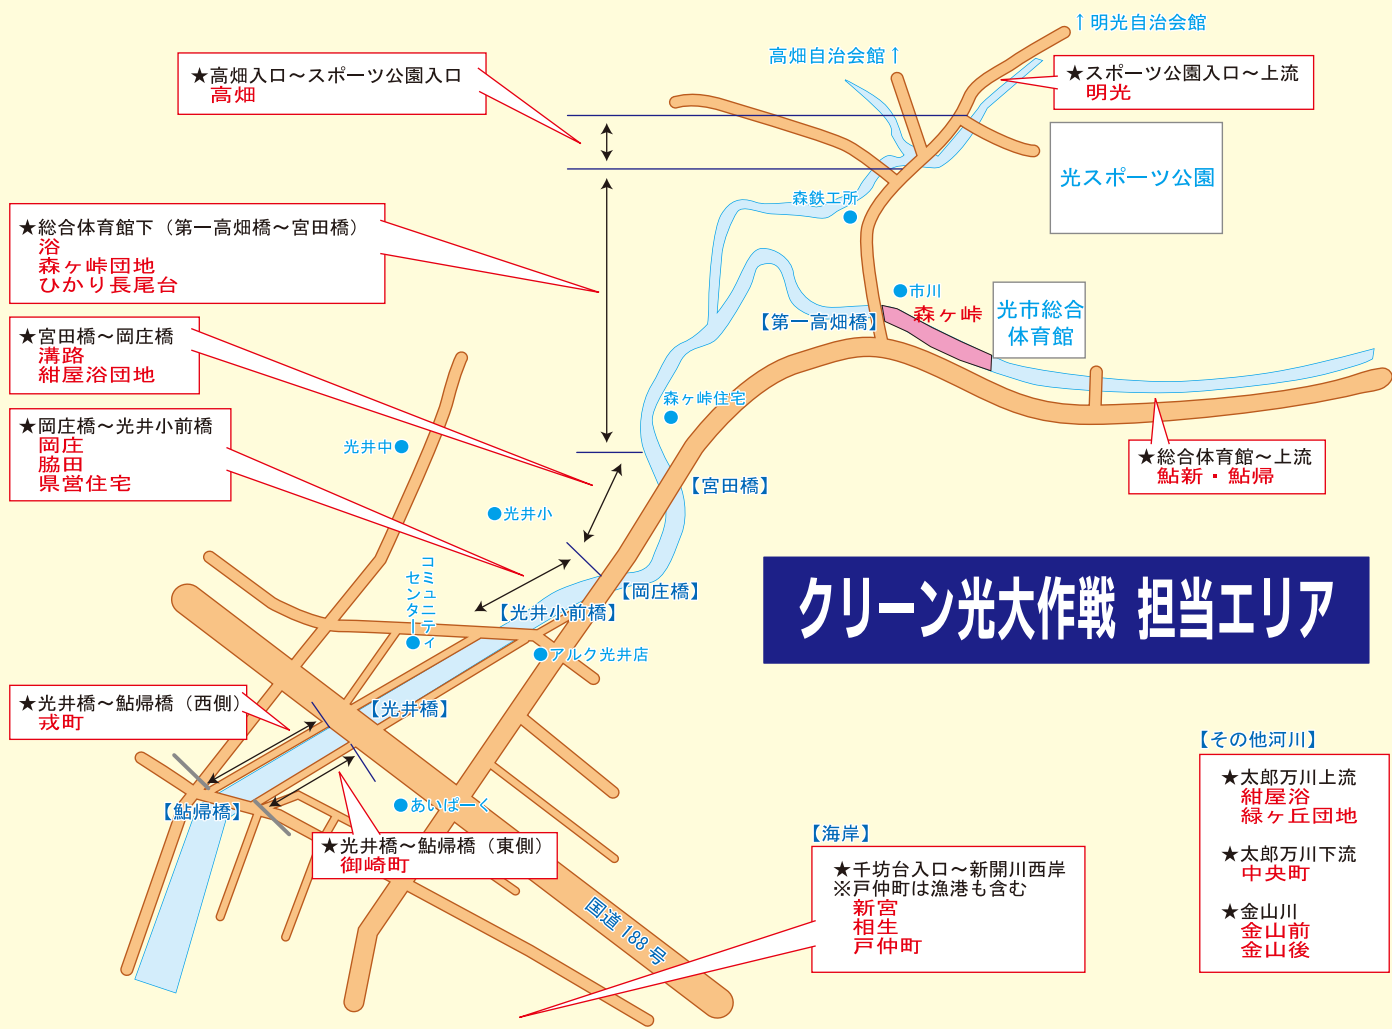 ↑明光自治会館
高畑自治会館↑
★高畑入口～スポーツ公園入口
高畑
★スポーツ公園入口～上流
明光
光スポーツ公園
森鉄工所
★総合体育館下（第一高畑橋～宮田橋）
浴
森ヶ峠団地
ひかり長尾台
市川
森ヶ峠
光市総合
体育館
【第一高畑橋】
★宮田橋～岡庄橋
溝路
紺屋浴団地
森ヶ峠住宅
★岡庄橋～光井小前橋
岡庄
脇田
県営住宅
光井中
★総合体育館～上流
鮎新・鮎帰
【宮田橋】
光井小
コミュニティ
センター
【岡庄橋】
【光井小前橋】
クリーン光大作戦 担当エリア
アルク光井店
★光井橋～鮎帰橋（西側）
戎町
【光井橋】
【鮎帰橋】
あいぱーく
★光井橋～鮎帰橋（東側）
御崎町
国道188号
【海岸】
★千坊台入口～新開川西岸
※戸仲町は漁港も含む
新宮
相生
戸仲町
【その他河川】
★太郎万川上流
紺屋浴
緑ヶ丘団地
★太郎万川下流
中央町
★金山川
金山前
金山後